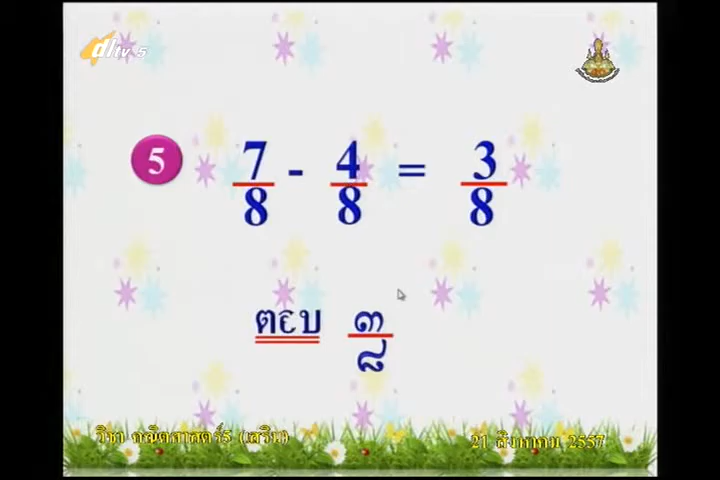 dltv 5
5 7/8 - 4/8 = 3/8
ตอบ ๓/๘
วิชา คณิตศาสตร์ (เสริม)
21 สิงหาคม 2557